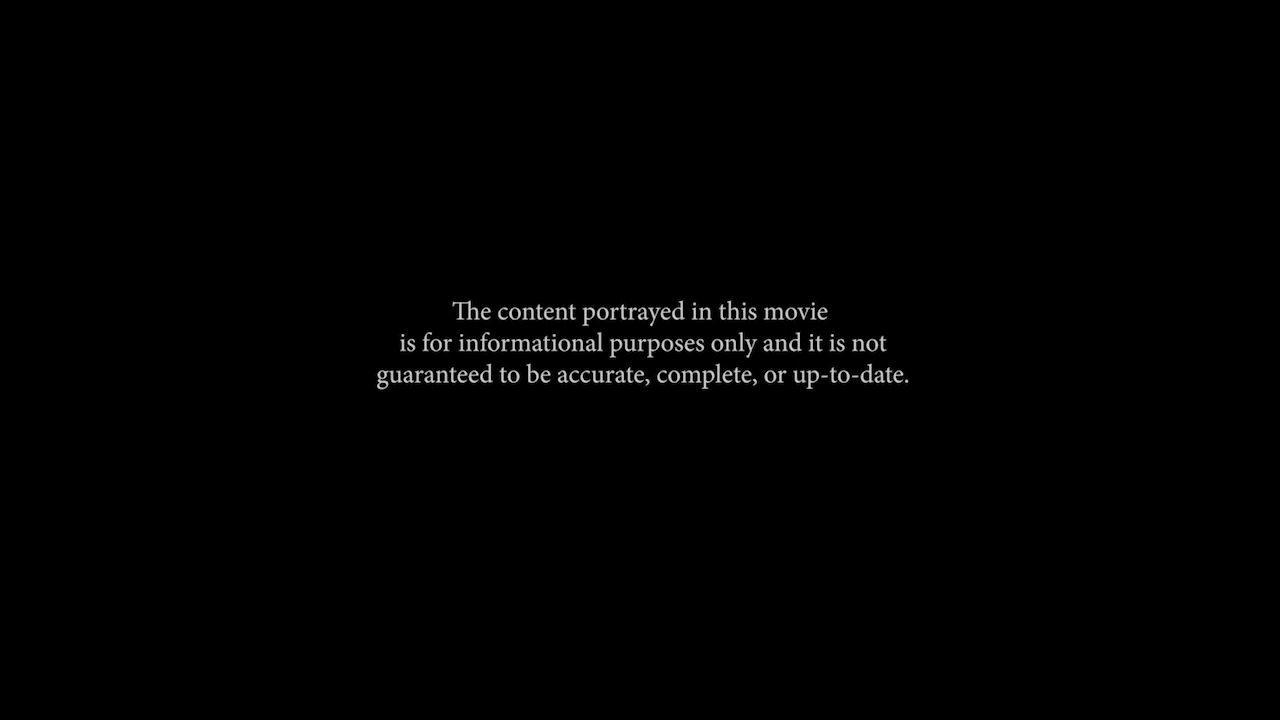 The content portrayed in this movie
is for informational purposes only and it is not
guaranteed to be accurate, complete, or up-to-date.